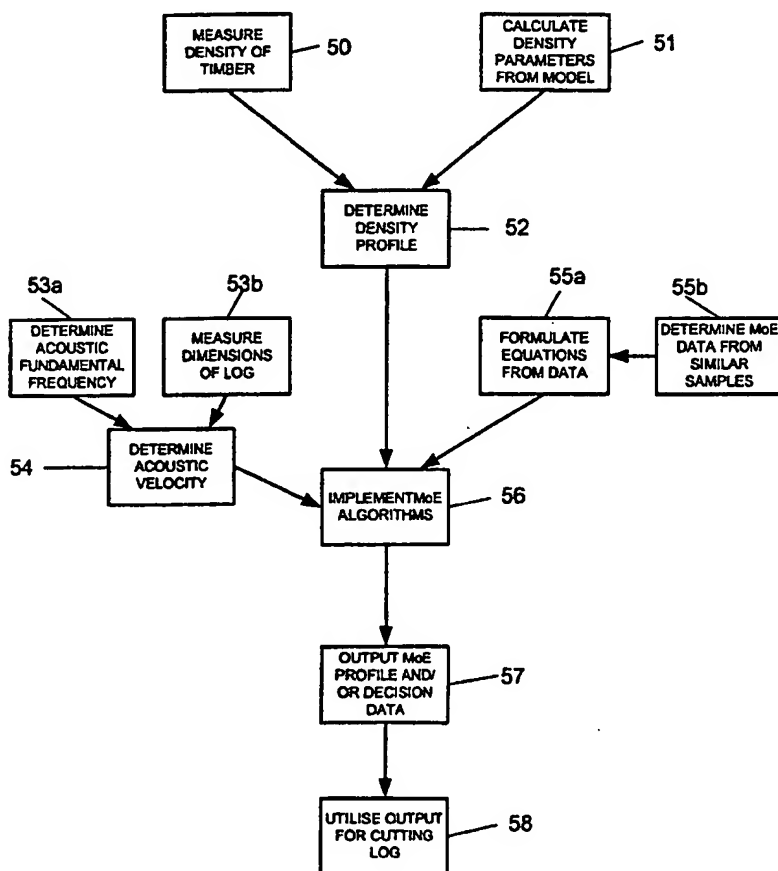 MEASURE
DENSITY OF
TIMBER
50
CALCULATE
DENSITY
PARAMETERS
FROM MODEL
51
DETERMINE
DENSITY
PROFILE
52
53a
DETERMINE
ACOUSTIC
FUNDAMENTAL
FREQUENCY
53b
MEASURE
DIMENSIONS
OF LOG
55a
FORMULATE
EQUATIONS
FROM DATA
55b
DETERMINE MoE
DATA FROM
SIMILAR
SAMPLES
54
DETERMINE
ACOUSTIC
VELOCITY
IMPLEMENTMoE
ALGORITHMS
56
OUTPUT MoE
PROFILE AND/
OR DECISION
DATA
57
UTILISE OUTPUT
FOR CUTTING
LOG
58